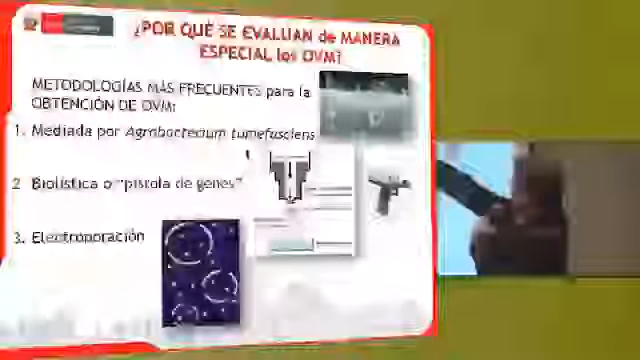 ¿POR QUÉ SE EVALUAN de MANERA
ESPECIAL los OVM?
METODOLOGÍAS MÁS FRECUENTES para la
OBTENCIÓN DE OVM:
1. Mediada por Agrobacterium tumefasciens
2 Biolística o "pistola de genes"
3. Electroporación